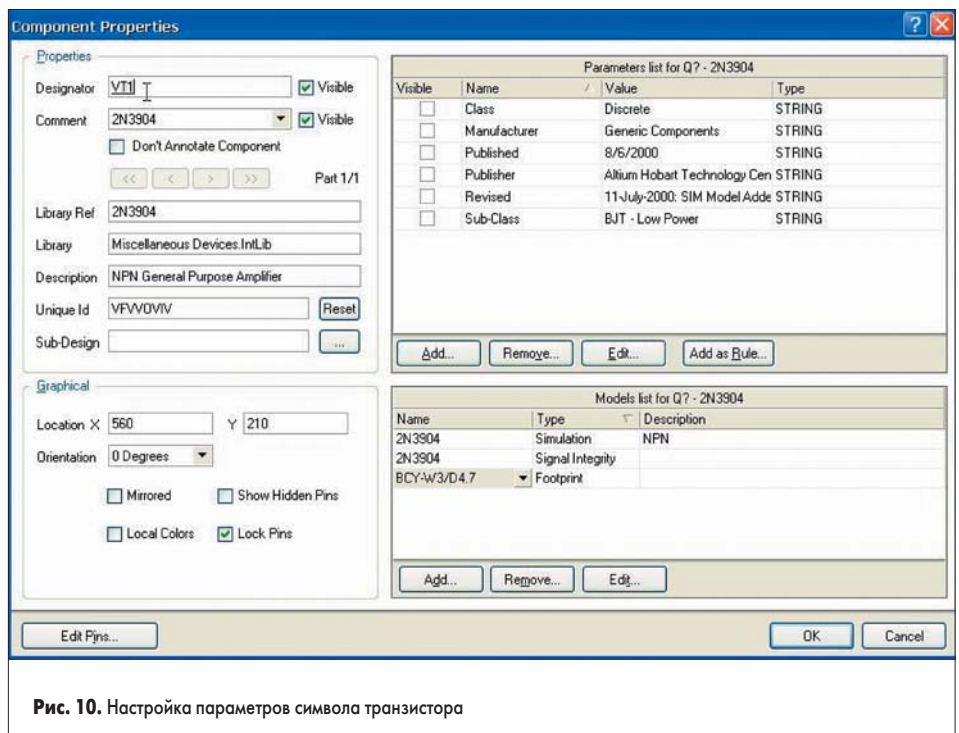 Component Properties
Properties
Designator VT1 Visible
Comment 2N3904 Visible
Don't Annotate Component
<< < > >> Part 1/1
Library Ref 2N3904
Library Miscellaneous Devices.IntLib
Description NPN General Purpose Amplifier
Unique Id Reset
Sub-Design ...
Parameters list for Q? - 2N3904
Visible Name Value Type
Class Discrete STRING
Manufacturer Generic Components STRING
Published 8/6/2000 STRING
Publisher Altium Hobart Technology Cen STRING
Revised 11-July-2000: SIM Model Adde STRING
Sub-Class BJT - Low Power STRING
Add... Remove... Edit... Add as Rule...
Graphical
Location X 560 Y 210
Orientation 0 Degrees
Mirrored Show Hidden Pins
Local Colors Lock Pins
Models list for Q? - 2N3904
Name Type Description
2N3904 Simulation NPN
2N3904 Signal Integrity
BCY-W3/D4.7 Footprint
Add... Remove... Edit...
Edit Pins... OK Cancel
Рис. 10. Настройка параметров символа транзистора